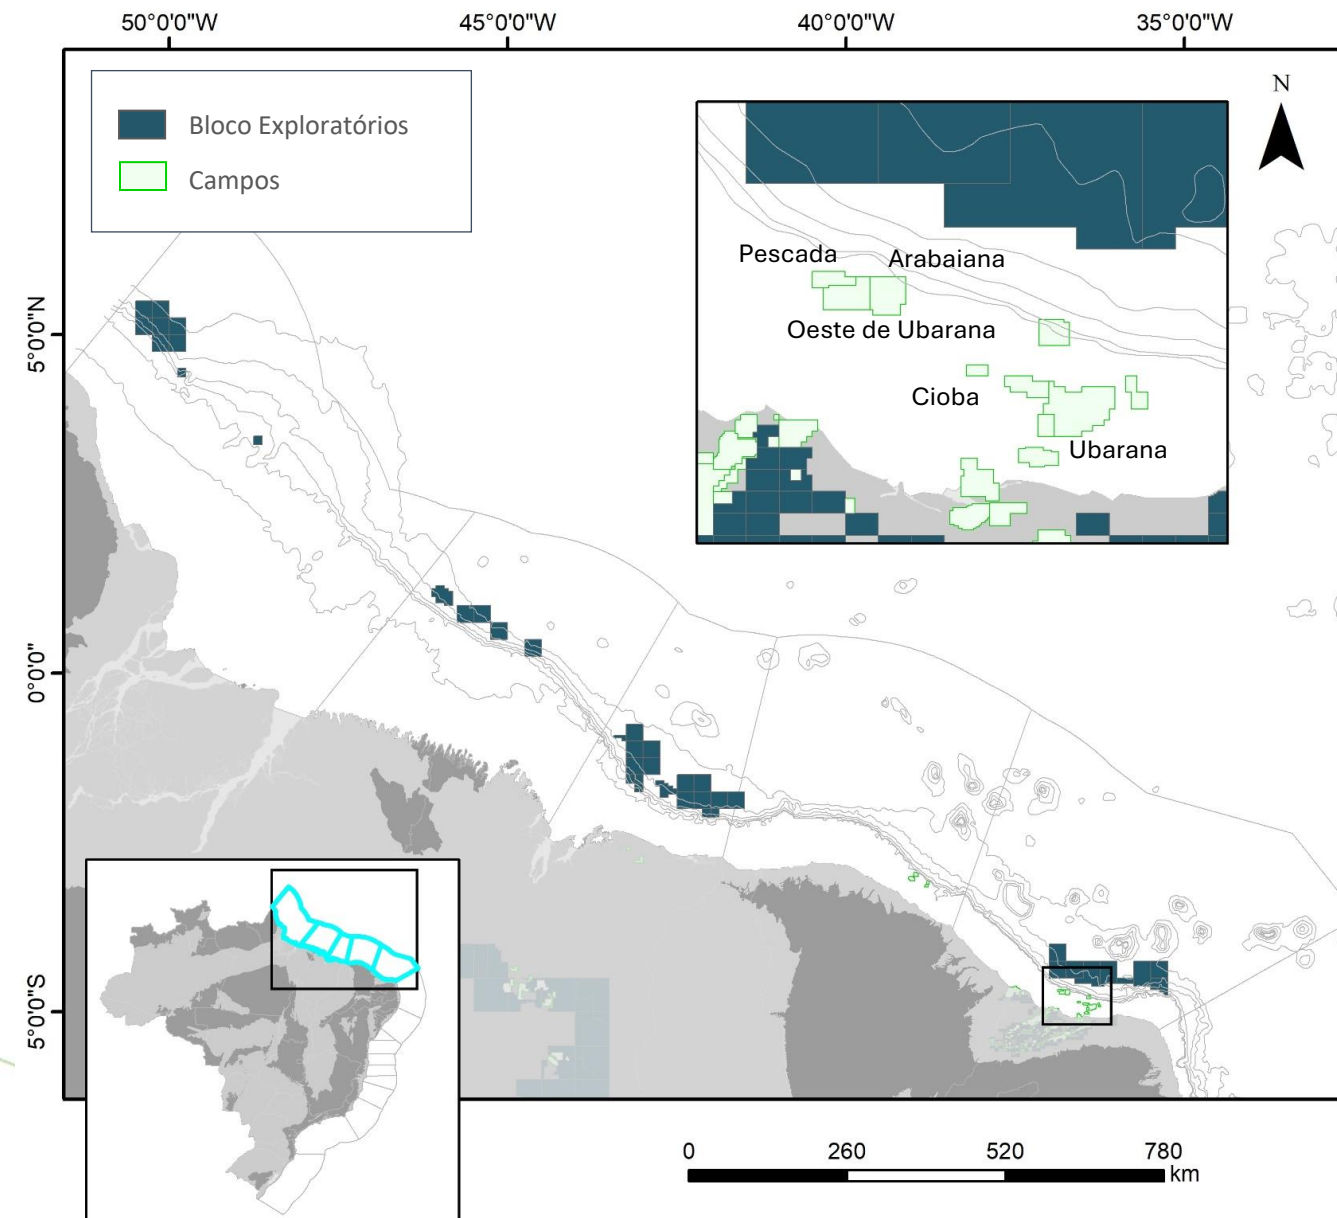 50°0'0"W
45°0'0"W
40°0'0"W
35°0'0"W
Bloco Exploratórios
Campos
N
Pescada
Arabaiana
Oeste de Ubarana
Cioba
Ubarana
5°0'0"N
0°0'0"
5°0'0"S
0
260
520
780
km